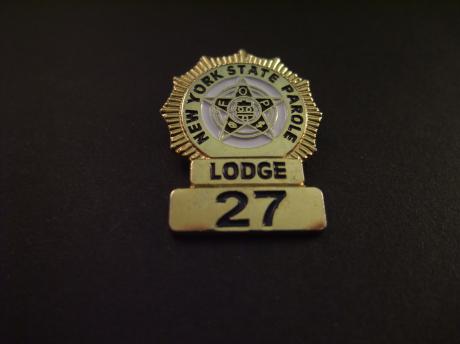 NEW YORK STATE PAROLE
F O P
LODGE
27